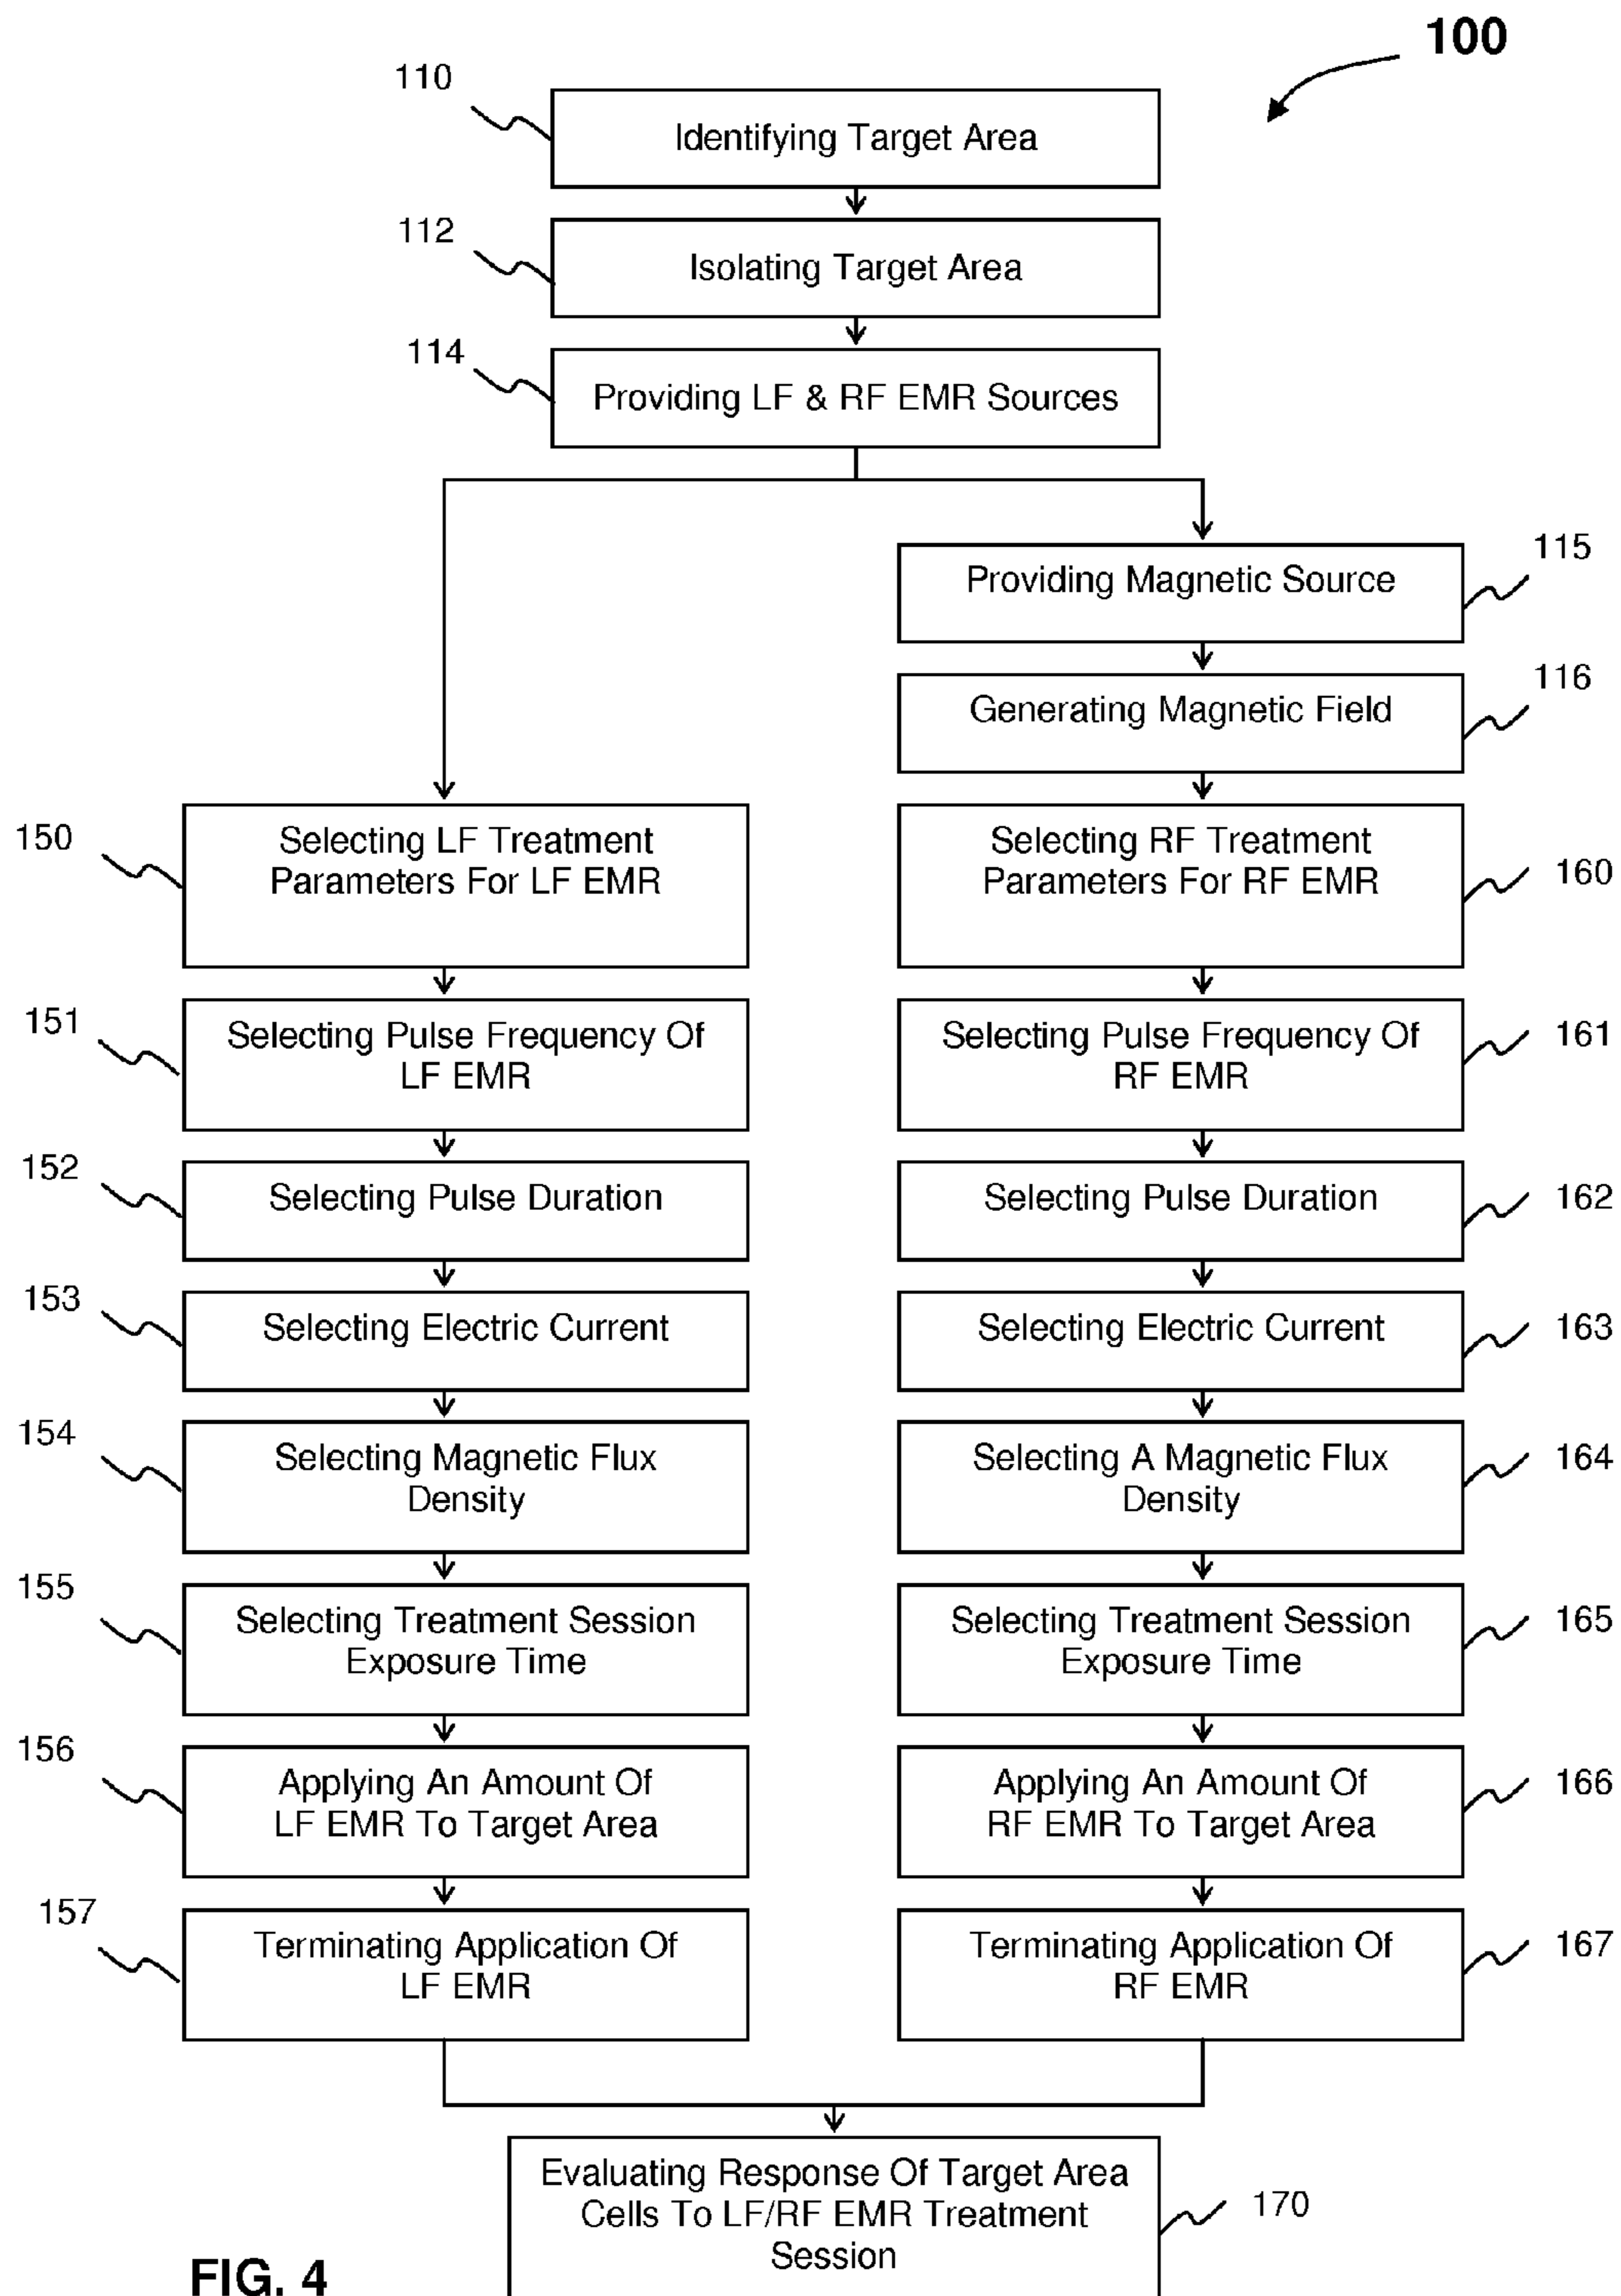 100
110
Identifying Target Area
112
Isolating Target Area
114
Providing LF & RF EMR Sources
115
Providing Magnetic Source
116
Generating Magnetic Field
150
Selecting LF Treatment
Parameters For LF EMR
Selecting RF Treatment
Parameters For RF EMR
160
151
Selecting Pulse Frequency Of
LF EMR
Selecting Pulse Frequency Of
RF EMR
161
152
Selecting Pulse Duration
Selecting Pulse Duration
162
153
Selecting Electric Current
Selecting Electric Current
163
154
Selecting Magnetic Flux
Density
Selecting A Magnetic Flux
Density
164
155
Selecting Treatment Session
Exposure Time
Selecting Treatment Session
Exposure Time
165
156
Applying An Amount Of
LF EMR To Target Area
Applying An Amount Of
RF EMR To Target Area
166
157
Terminating Application Of
LF EMR
Terminating Application Of
RF EMR
167
Evaluating Response Of Target Area
Cells To LF/RF EMR Treatment
Session
170
FIG. 4